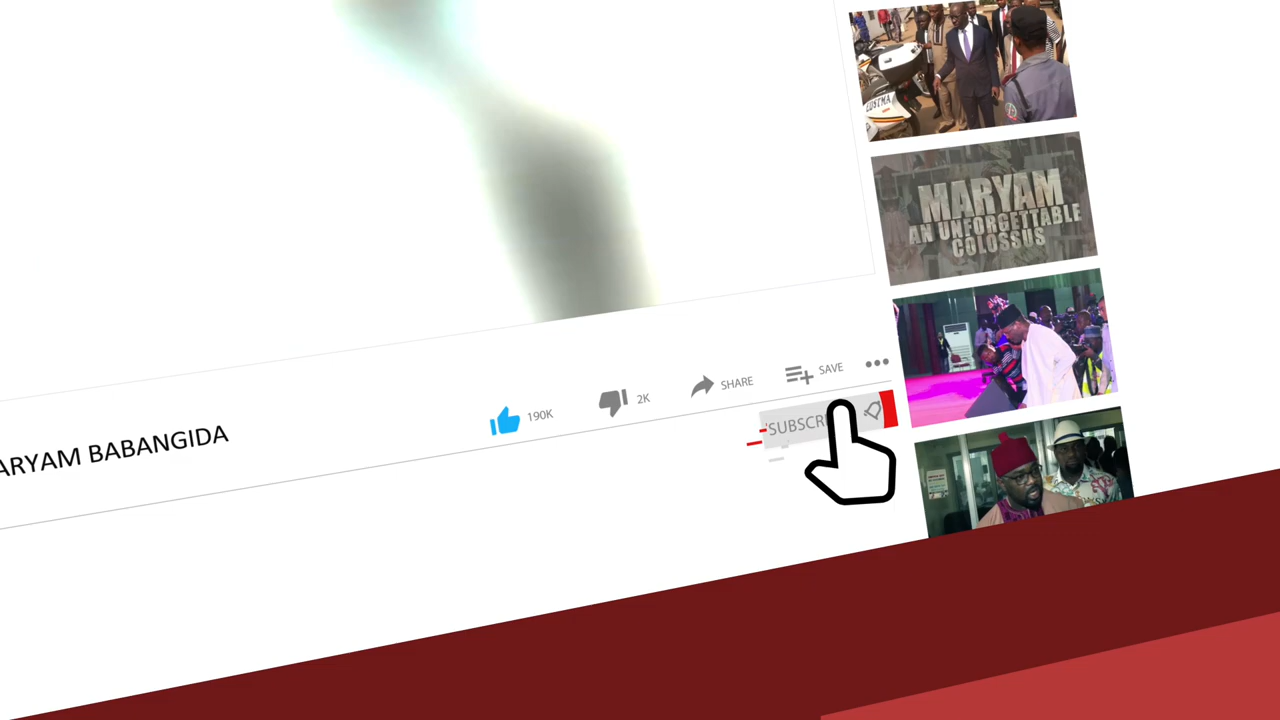 MARYAM
AN UNFORGETTABLE
COLOSSUS
190K
2K
SHARE
SAVE
ARYAM BABANGIDA